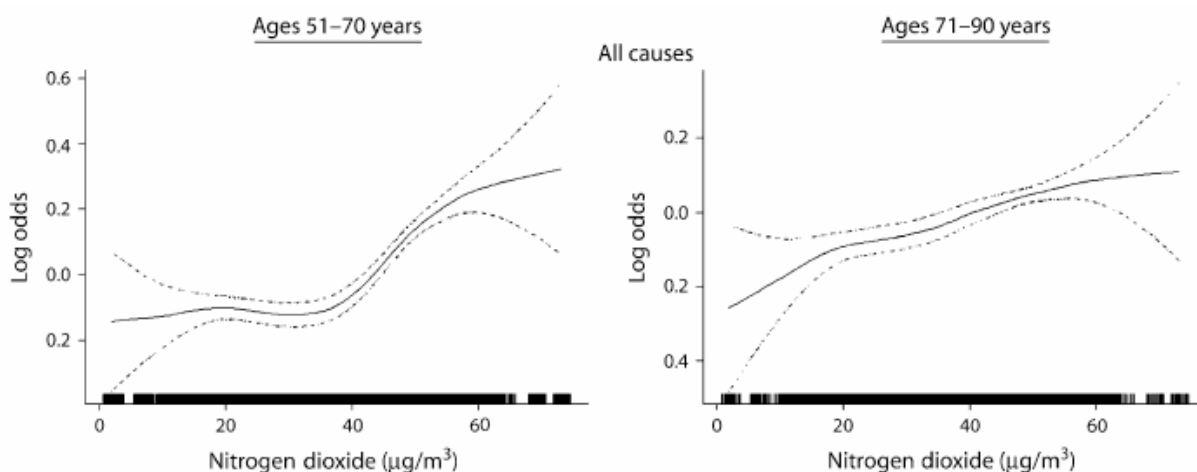 Ages 51–70 years
Ages 71–90 years
All causes
0.6
0.4
0.2
0.0
0.2
Log odds
0 20 40 60
Nitrogen dioxide (µg/m³)
0.2
0.0
0.2
0.4
Log odds
0 20 40 60
Nitrogen dioxide (µg/m³)